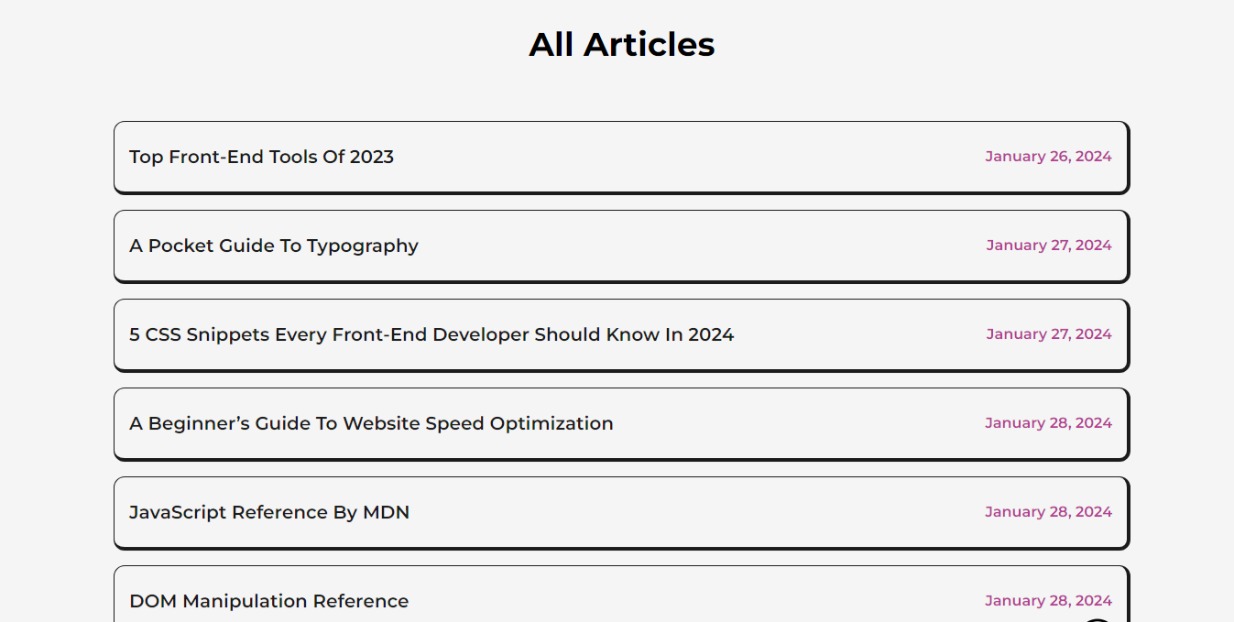 All Articles
Top Front-End Tools Of 2023
January 26, 2024
A Pocket Guide To Typography
January 27, 2024
5 CSS Snippets Every Front-End Developer Should Know In 2024
January 27, 2024
A Beginner’s Guide To Website Speed Optimization
January 28, 2024
JavaScript Reference By MDN
January 28, 2024
DOM Manipulation Reference
January 28, 2024